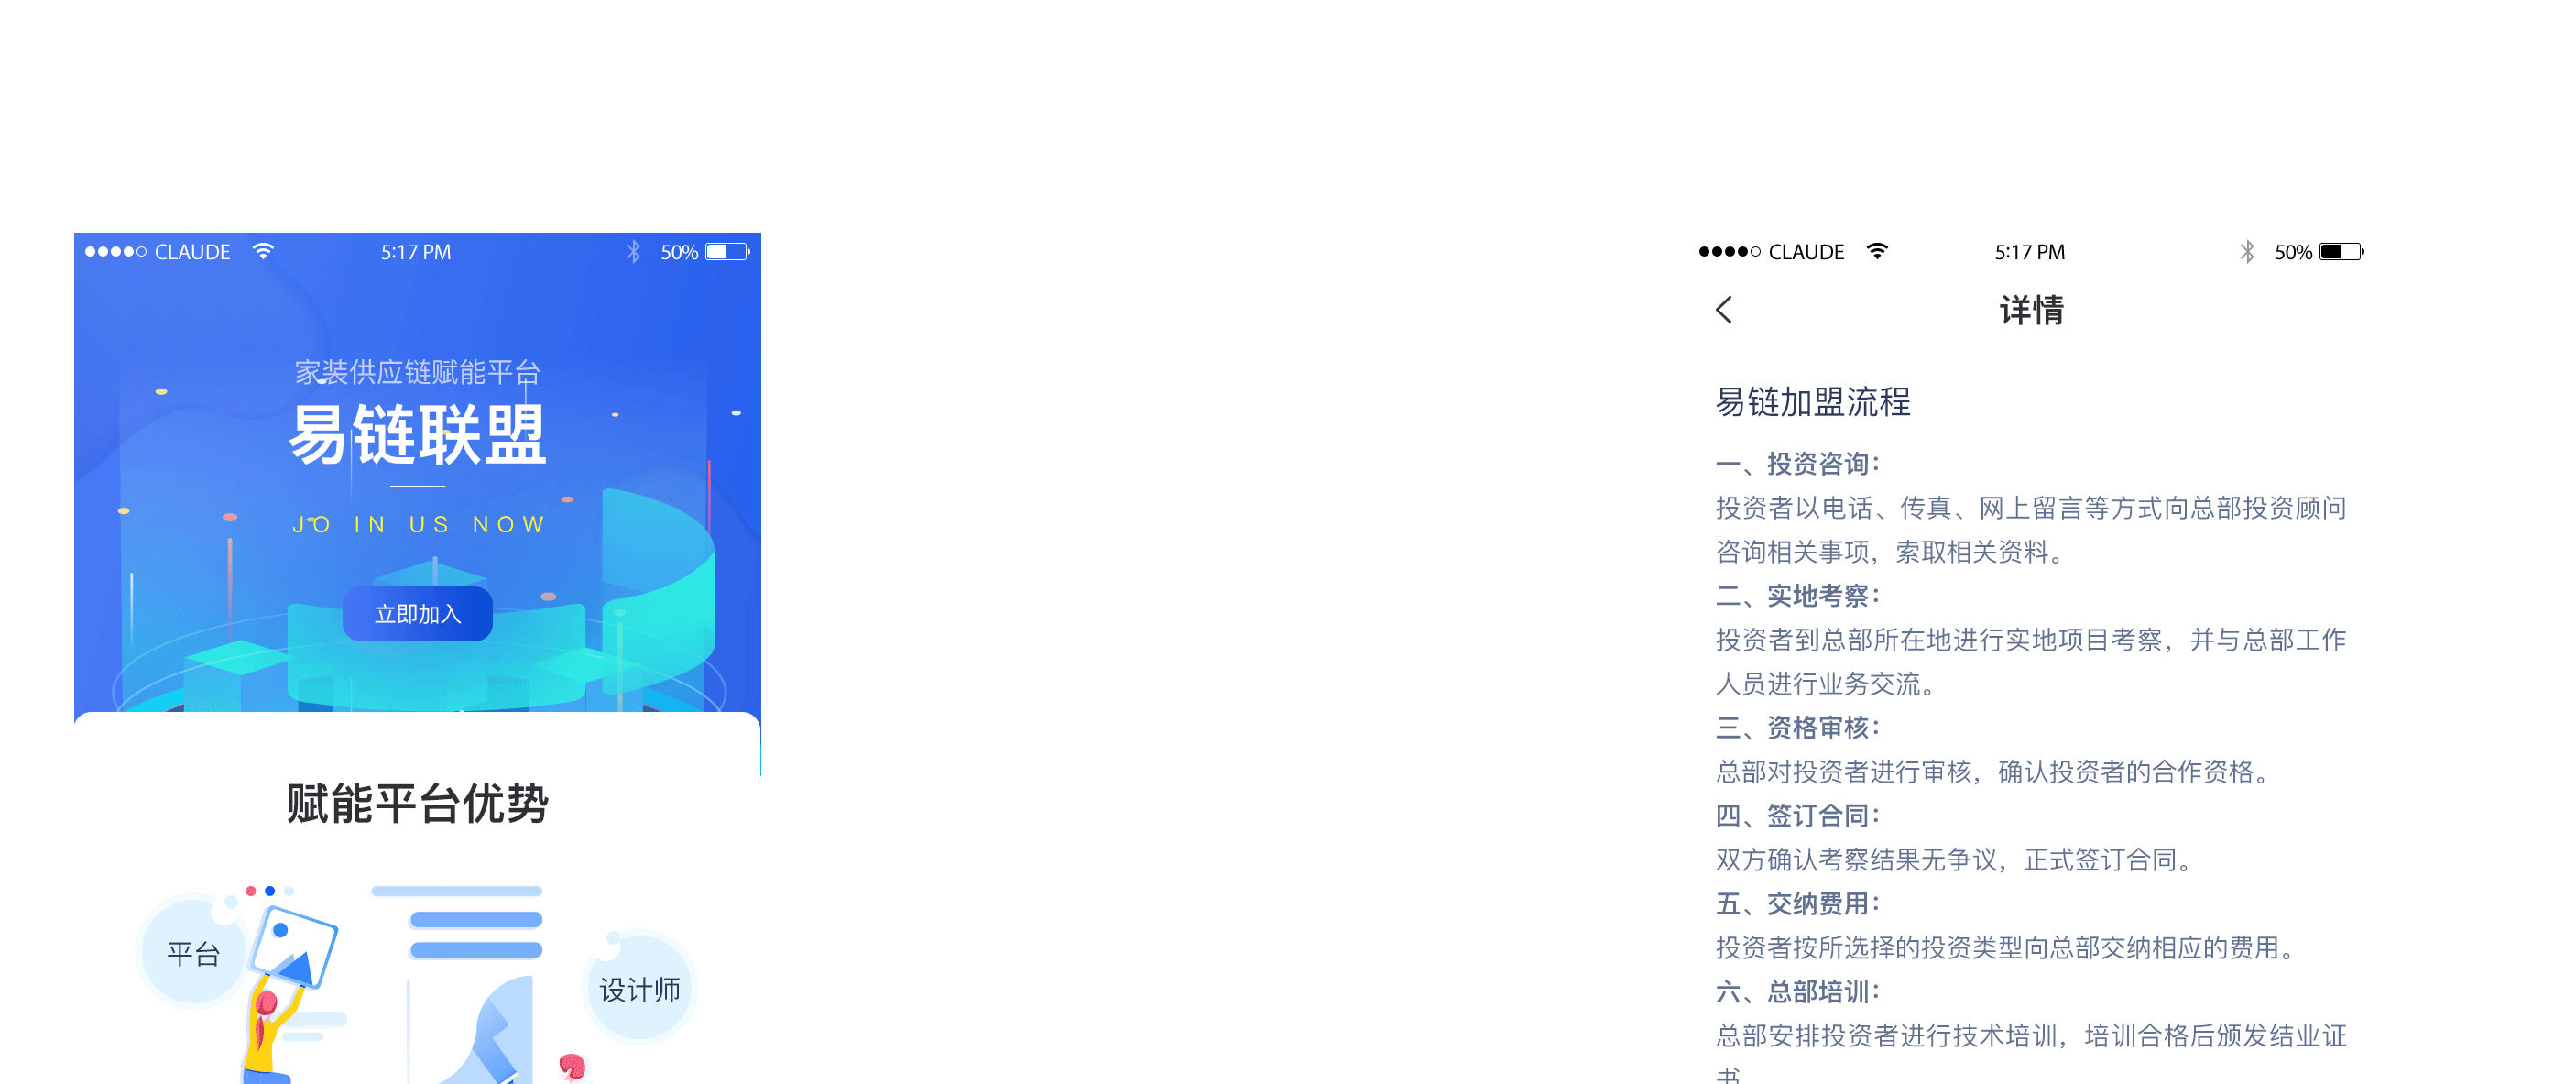 CLAUDE 5:17 PM 50%
家装供应链赋能平台
易链联盟
JO IN US NOW
立即加入
赋能平台优势
平台
设计师
CLAUDE 5:17 PM 50%
详情
易链加盟流程
一、投资咨询：
投资者以电话、传真、网上留言等方式向总部投资顾问
咨询相关事项，索取相关资料。
二、实地考察：
投资者到总部所在地进行实地项目考察，并与总部工作
人员进行业务交流。
三、资格审核：
总部对投资者进行审核，确认投资者的合作资格。
四、签订合同：
双方确认考察结果无争议，正式签订合同。
五、交纳费用：
投资者按所选择的投资类型向总部交纳相应的费用。
六、总部培训：
总部安排投资者进行技术培训，培训合格后颁发结业证
书